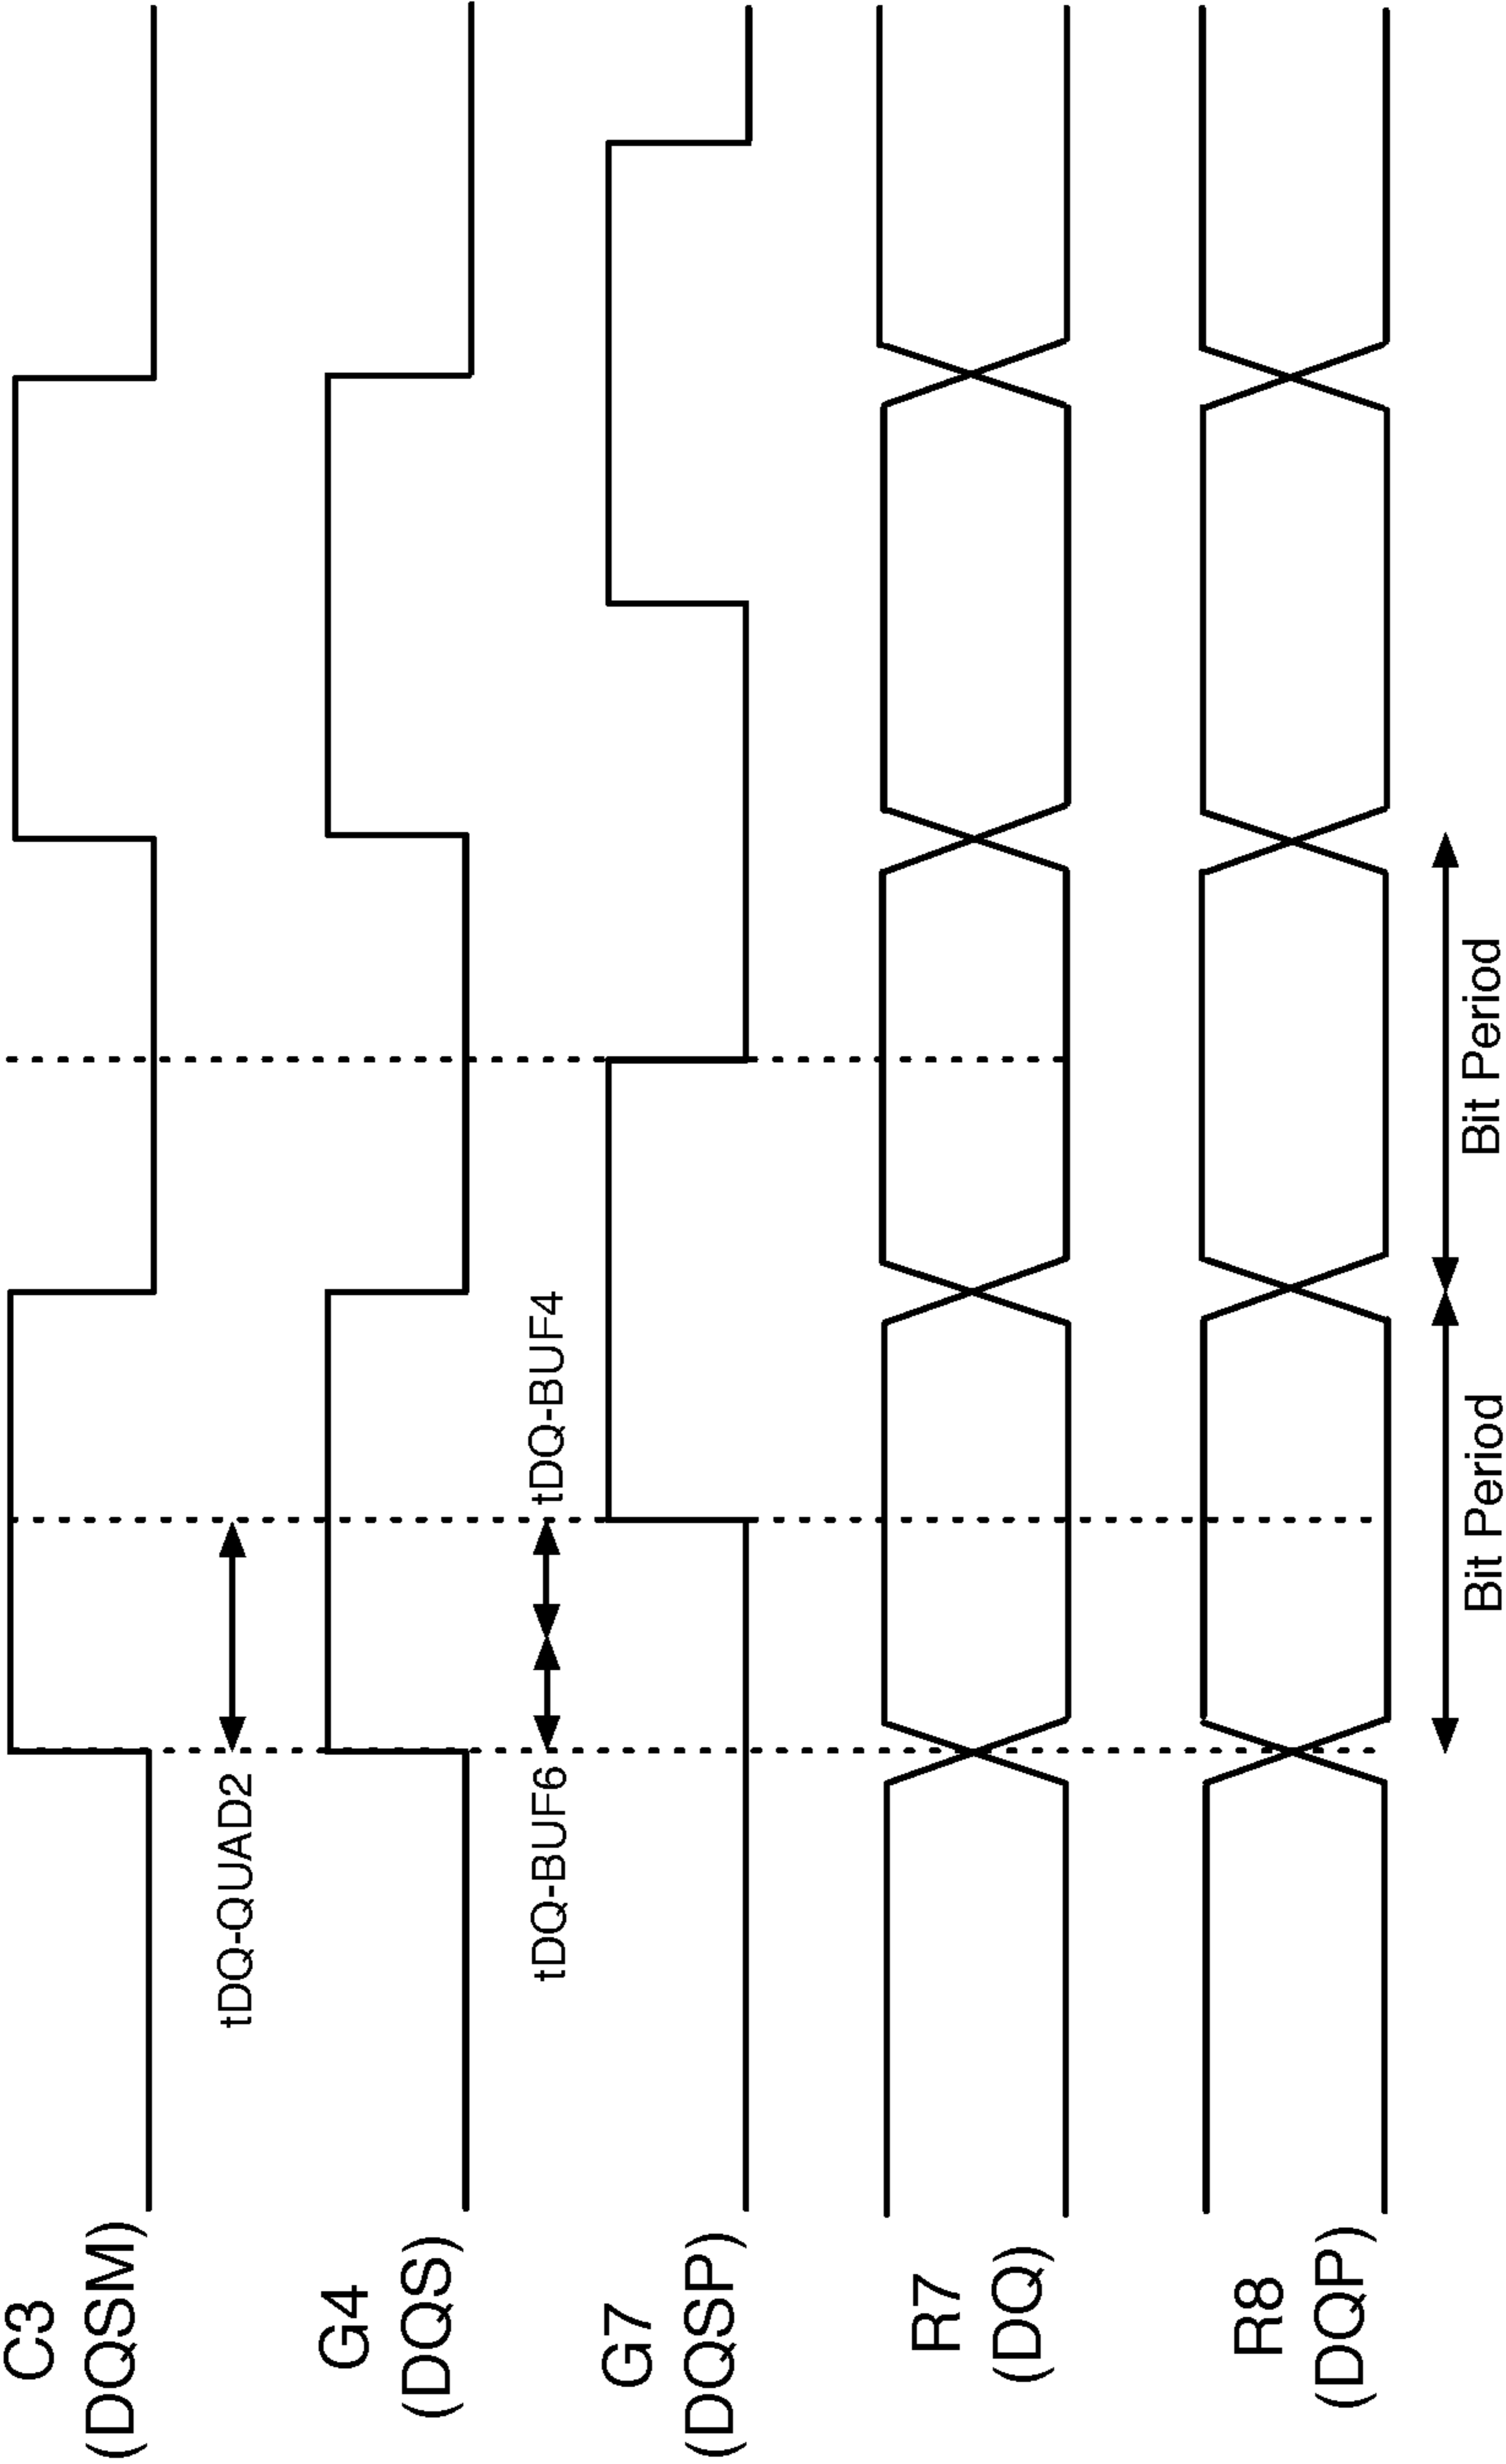 C3
(DQSM)
tDQ-QUAD2
G4
(DQS)
tDQ-BUF6
tDQ-BUF4
G7
(DQSP)
R7
(DQ)
R8
(DQP)
Bit Period
Bit Period